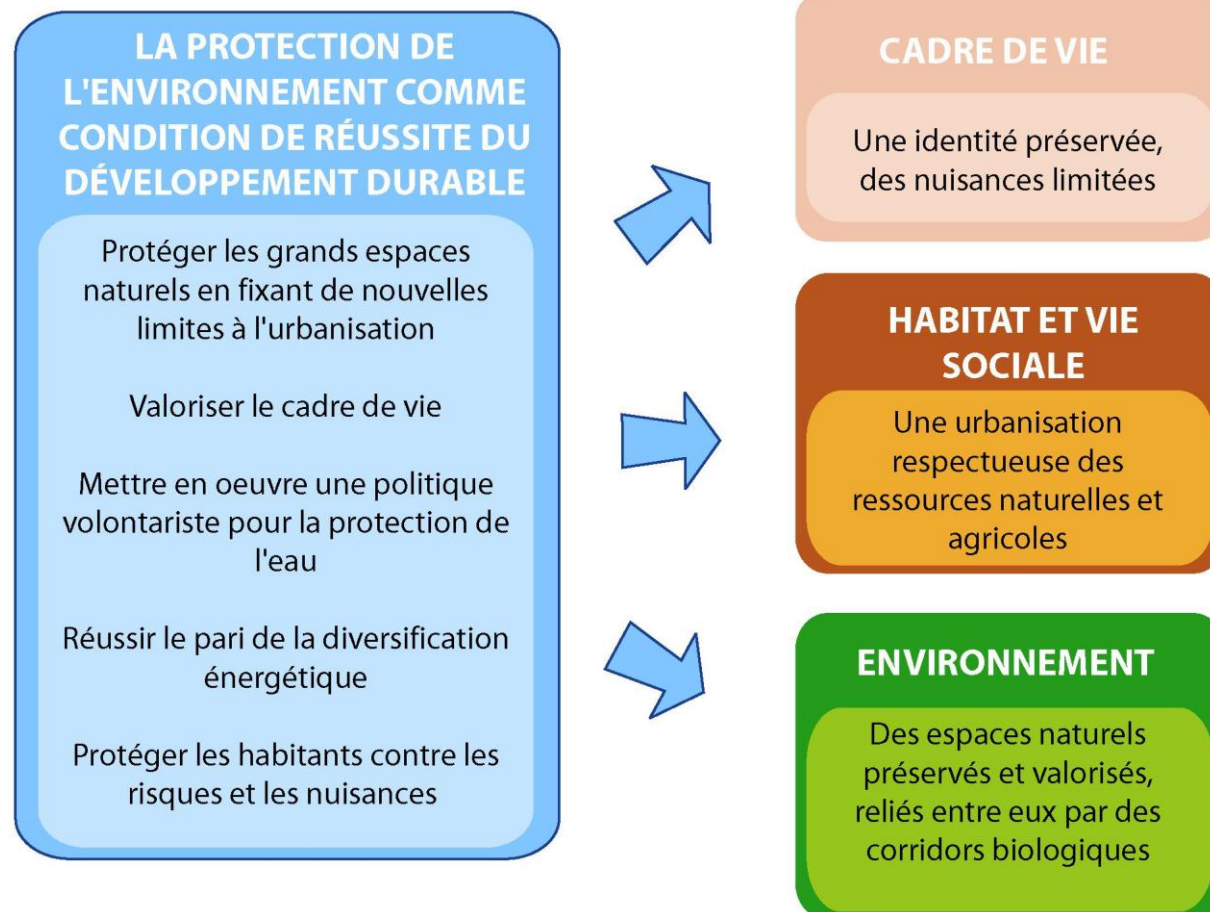 LA PROTECTION DE
L'ENVIRONNEMENT COMME
CONDITION DE RÉUSSITE DU
DÉVELOPPEMENT DURABLE
Protéger les grands espaces
naturels en fixant de nouvelles
limites à l'urbanisation
Valoriser le cadre de vie
Mettre en oeuvre une politique
volontariste pour la protection de
l'eau
Réussir le pari de la diversification
énergétique
Protéger les habitants contre les
risques et les nuisances
CADRE DE VIE
Une identité préservée,
des nuisances limitées
HABITAT ET VIE
SOCIALE
Une urbanisation
respectueuse des
ressources naturelles et
agricoles
ENVIRONNEMENT
Des espaces naturels
préservés et valorisés,
reliés entre eux par des
corridors biologiques